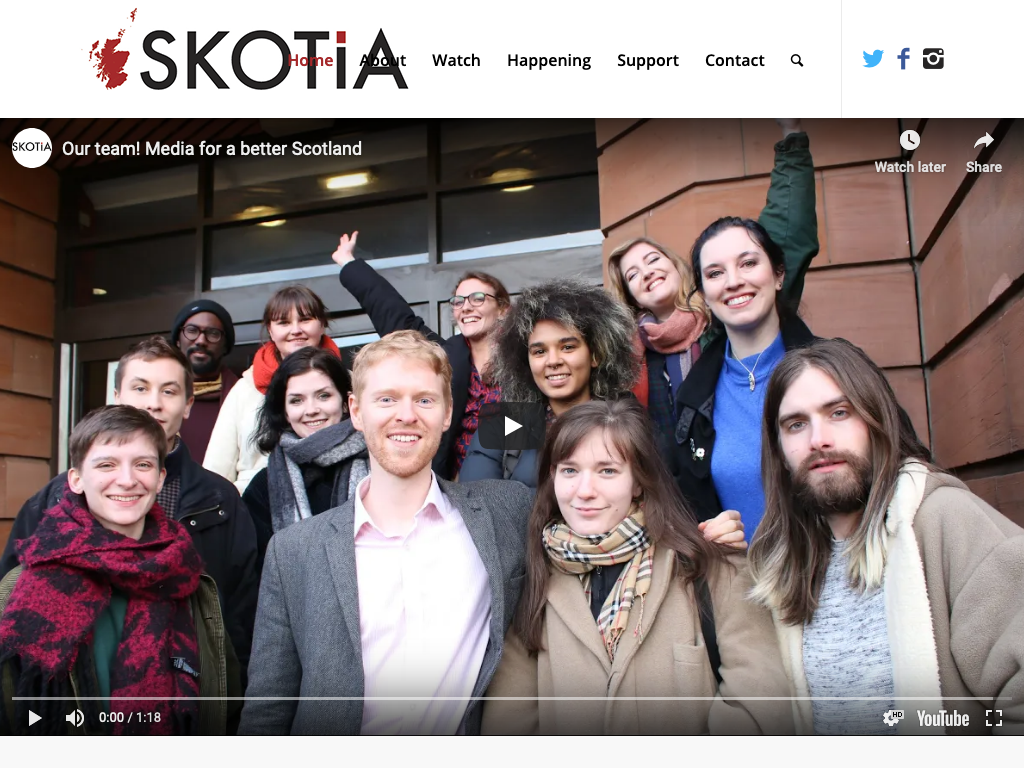 SKOTiA
Home About Watch Happening Support Contact
SKOTiA
Our team! Media for a better Scotland
Watch later Share
0:00 / 1:18
HD
YouTube